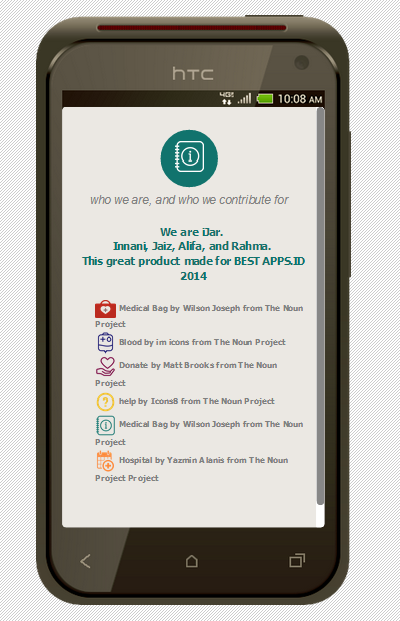 hTC
4G
10:08 AM
who we are, and who we contribute for
We are iDar.
Innani, Jaiz, Alifa, and Rahma.
This great product made for BEST APPS.ID
2014
Medical Bag by Wilson Joseph from The Noun
Project
Blood by im icons from The Noun Project
Donate by Matt Brooks from The Noun
Project
help by Icons8 from The Noun Project
Medical Bag by Wilson Joseph from The Noun
Project
Hospital by Yazmin Alanis from The Noun
Project Project